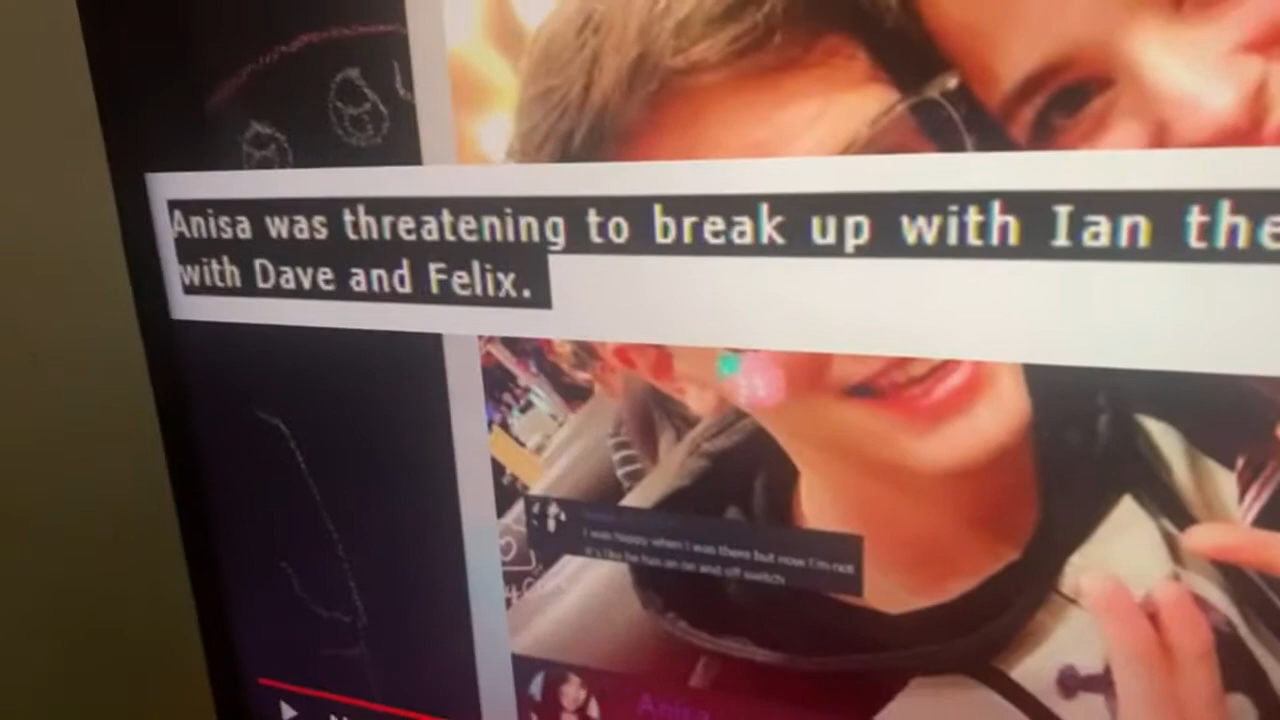 Anisa was threatening to break up with Ian the
with Dave and Felix.
I was happy when I was there but now I'm not
it's like he has an on and off switch
Anisa